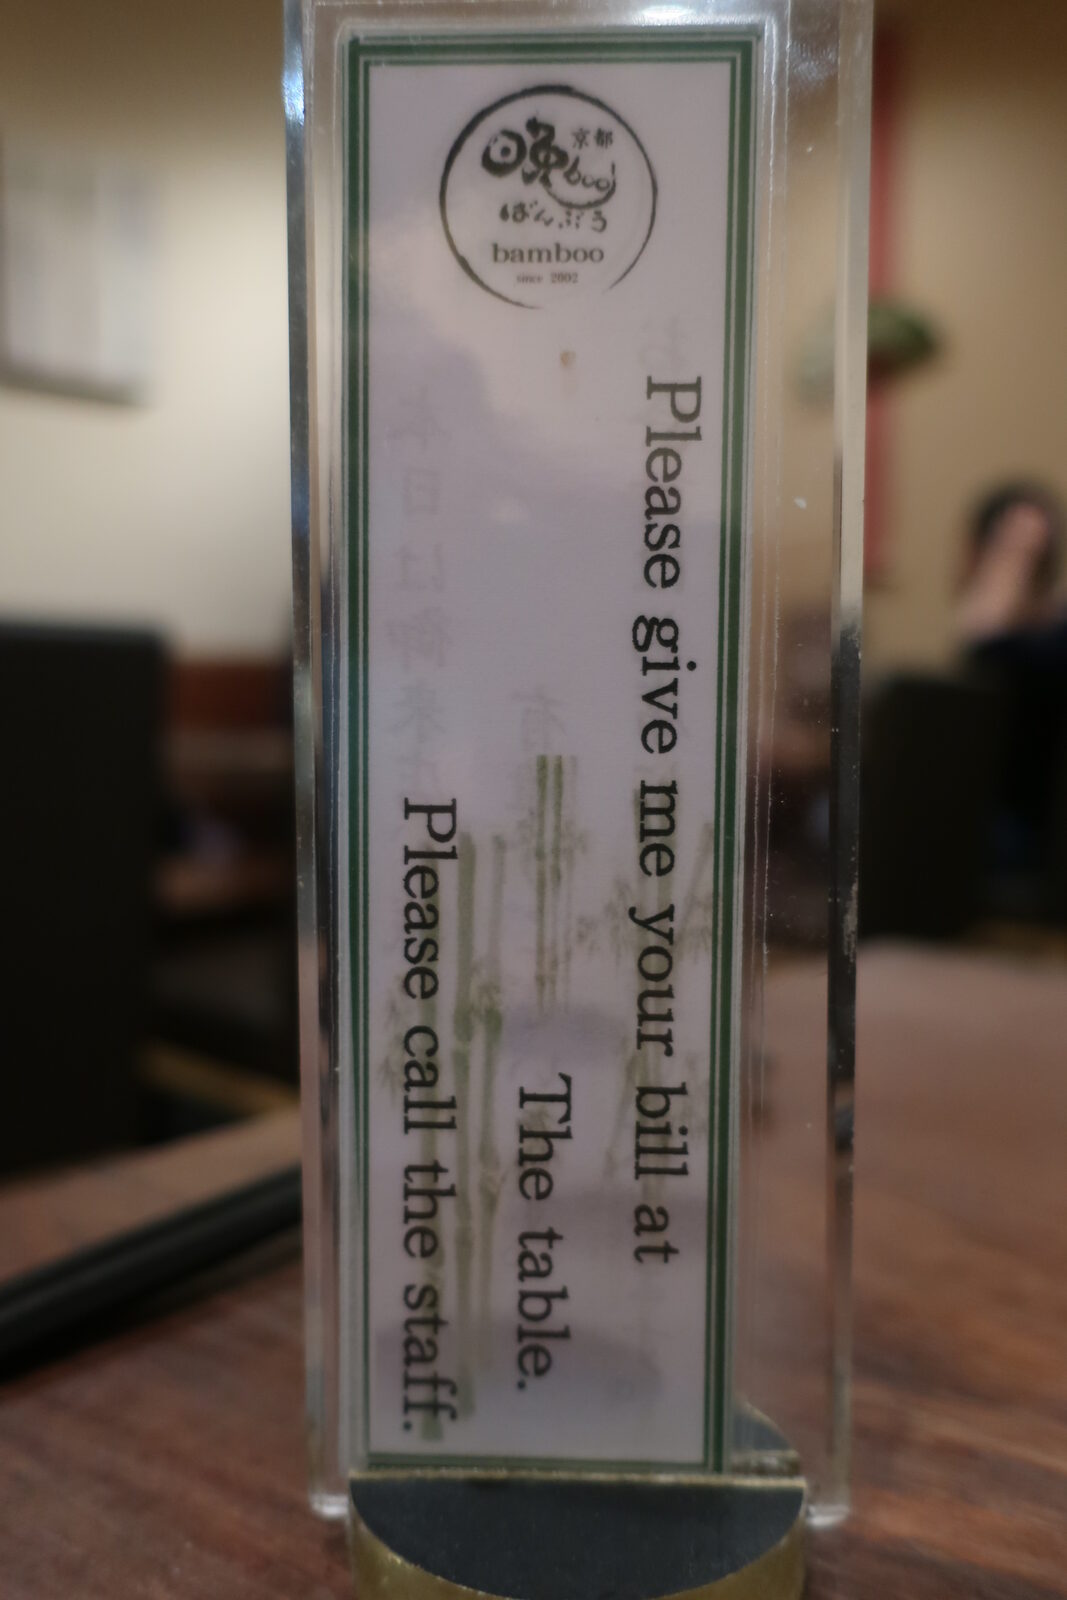 京都
boo
ばんぶう
bamboo
since 2002
Please give me your bill at
The table.
Please call the staff.